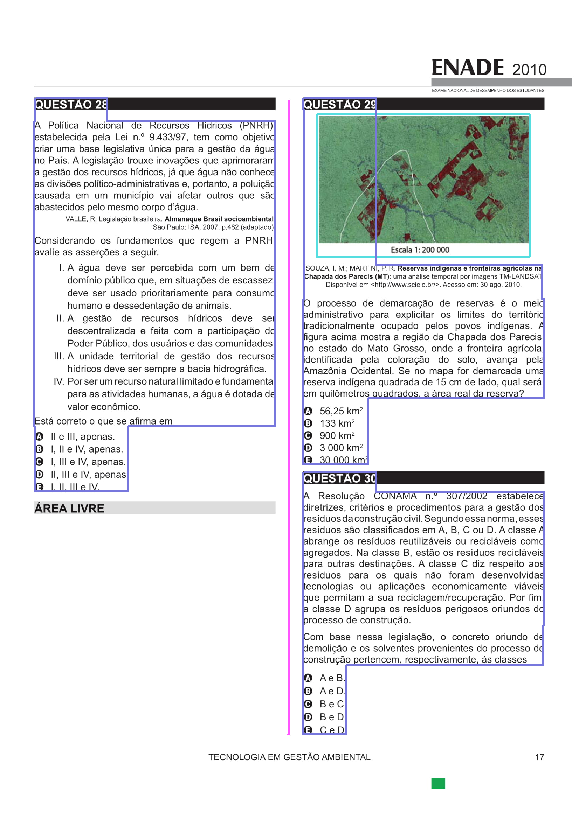 ENADE 2010
EXAME NACIONAL DE DESEMPENHO DOS ESTUDANTES
QUESTÃO 28
A Política Nacional de Recursos Hídricos (PNRH),
estabelecida pela Lei n.º 9.433/97, tem como objetivo
criar uma base legislativa única para a gestão da água
no País. A legislação trouxe inovações que aprimoraram
a gestão dos recursos hídricos, já que água não conhece
as divisões político-administrativas e, portanto, a poluição
causada em um município vai afetar outros que são
abastecidos pelo mesmo corpo d'água.
VALLE, R. Legislação brasileira. Almanaque Brasil socioambiental.
São Paulo: ISA, 2007, p.452 (adaptado).
Considerando os fundamentos que regem a PNRH,
avalie as asserções a seguir.
I. A água deve ser percebida com um bem de
domínio público que, em situações de escassez,
deve ser usado prioritariamente para consumo
humano e dessedentação de animais.
II. A gestão de recursos hídricos deve ser
descentralizada e feita com a participação do
Poder Público, dos usuários e das comunidades.
III. A unidade territorial de gestão dos recursos
hídricos deve ser sempre a bacia hidrográfica.
IV. Por ser um recurso natural ilimitado e fundamental
para as atividades humanas, a água é dotada de
valor econômico.
Está correto o que se afirma em
A II e III, apenas.
B I, II e IV, apenas.
C I, III e IV, apenas.
D II, III e IV, apenas.
E I, II, III e IV.
ÁREA LIVRE
QUESTÃO 29
Escala 1: 200 000
SOUZA, I. M.; MARTINI, P. R. Reservas indígenas e fronteiras agrícolas na
Chapada dos Parecis (MT): uma análise temporal por imagens TM-LANDSAT.
Disponível em <http://www.obt.inpe.br>. Acesso em: 30 ago. 2010.
O processo de demarcação de reservas é o meio
administrativo para explicitar os limites do território
tradicionalmente ocupado pelos povos indígenas. A
figura acima mostra a região da Chapada dos Parecis,
no estado do Mato Grosso, onde a fronteira agrícola,
identificada pela coloração do solo, avança pela
Amazônia Ocidental. Se no mapa for demarcada uma
reserva indígena quadrada de 15 cm de lado, qual será,
em quilômetros quadrados, a área real da reserva?
A 56,25 km²
B 133 km²
C 900 km²
D 3 000 km²
E 30 000 km²
QUESTÃO 30
A Resolução CONAMA n.º 307/2002 estabelece
diretrizes, critérios e procedimentos para a gestão dos
resíduos da construção civil. Segundo essa norma, esses
resíduos são classificados em A, B, C ou D. A classe A
abrange os resíduos reutilizáveis ou recicláveis como
agregados. Na classe B, estão os resíduos recicláveis
para outras destinações. A classe C diz respeito aos
resíduos para os quais não foram desenvolvidas
tecnologias ou aplicações economicamente viáveis
que permitam a sua reciclagem/recuperação. Por fim,
a classe D agrupa os resíduos perigosos oriundos do
processo de construção.
Com base nessa legislação, o concreto oriundo de
demolição e os solventes provenientes do processo de
construção pertencem, respectivamente, às classes
A A e B.
B A e D.
C B e C.
D B e D.
E C e D.
TECNOLOGIA EM GESTÃO AMBIENTAL
17